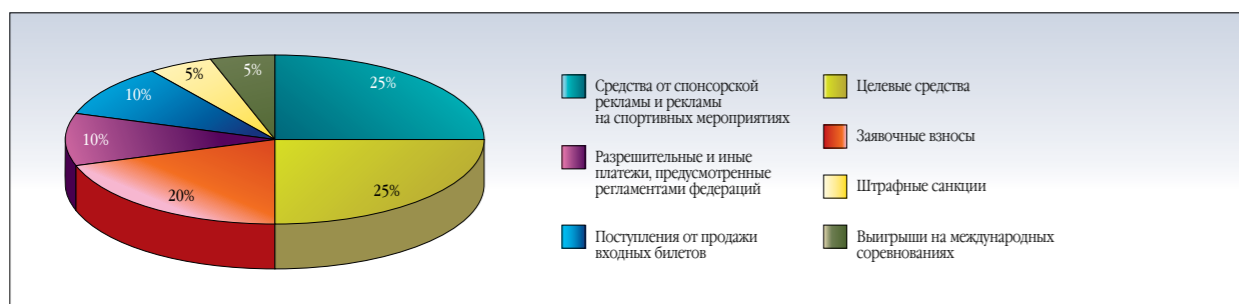 5%
5%
25%
10%
10%
20%
25%
Средства от спонсорской
рекламы и рекламы
на спортивных мероприятиях
Разрешительные и иные
платежи, предусмотренные
регламентами федераций
Поступления от продажи
входных билетов
Целевые средства
Заявочные взносы
Штрафные санкции
Выигрыши на международных
соревнованиях